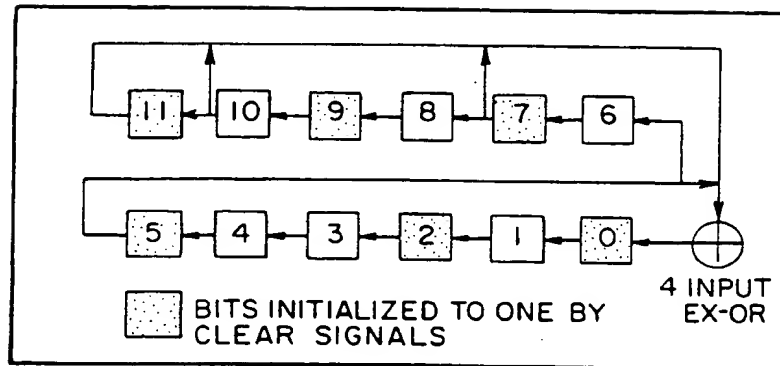 11 10 9 8 7 6
5 4 3 2 1 0
4 INPUT
EX-OR
BITS INITIALIZED TO ONE BY
CLEAR SIGNALS